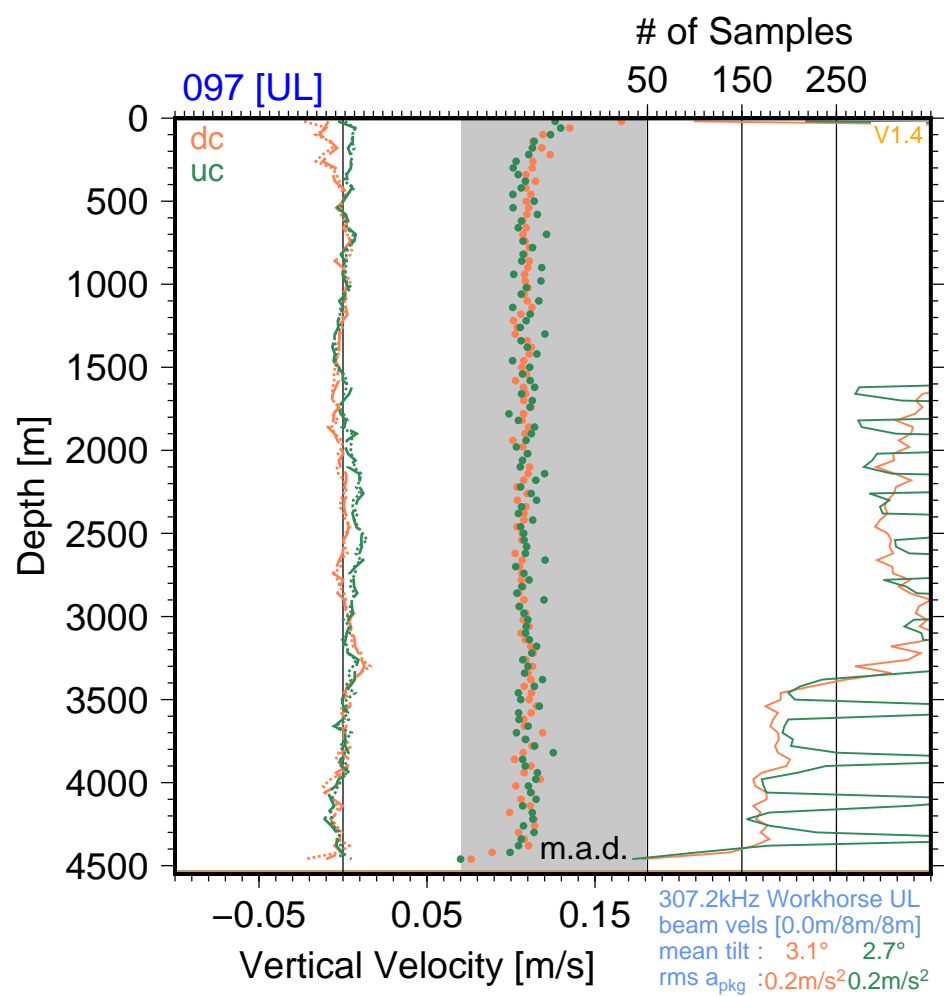 # of Samples
50 150 250
097 [UL]
V1.4
dc
uc
0
500
1000
1500
2000
2500
3000
3500
4000
4500
Depth [m]
m.a.d.
−0.05 0.05 0.15
Vertical Velocity [m/s]
307.2kHz Workhorse UL
beam vels [0.0m/8m/8m]
mean tilt : 3.1° 2.7°
rms a_pkg :0.2m/s² 0.2m/s²